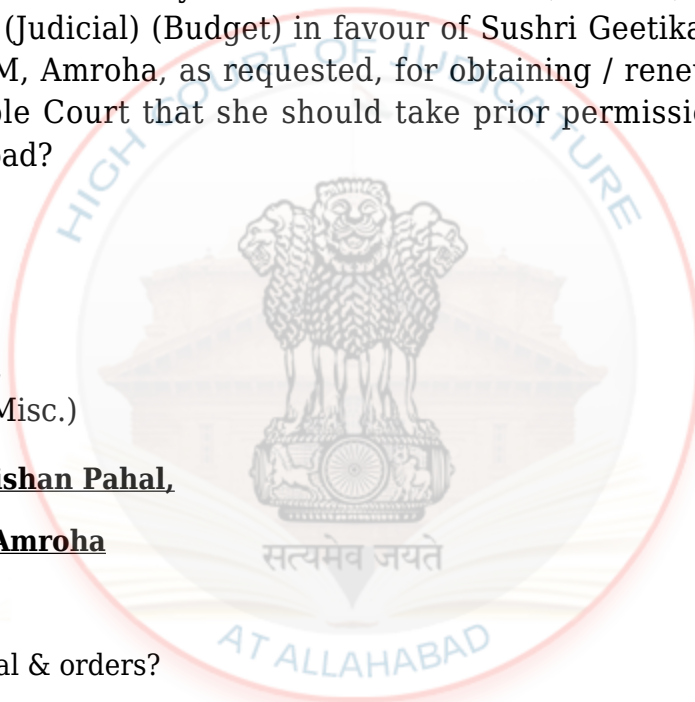 (Judicial) (Budget) in favour of Sushri Geetika
M, Amroha, as requested, for obtaining / rene
ble Court that she should take prior permissi
oad?
HIGH COURT OF JUDICATURE
सत्यमेव जयते
AT ALLAHABAD
Misc.)
ishan Pahal,
Amroha
al & orders?